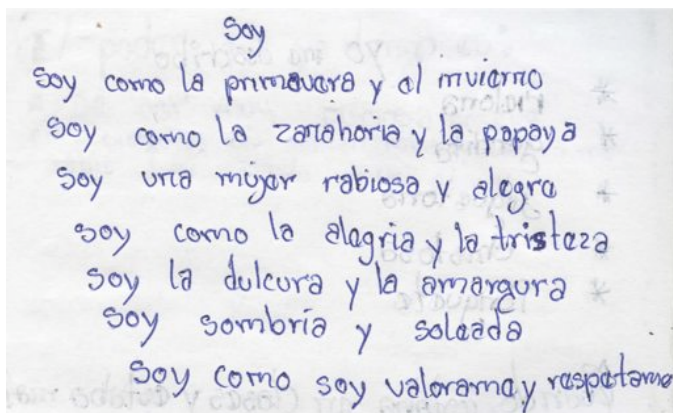 Soy
Soy como la primavera y el invierno
Soy como la zanahoria y la papaya
Soy una mujer rabiosa y alegre
Soy como la alegria y la tristeza
Soy la dulcura y la amargura
Soy sombría y soleada
Soy como soy valorame y respetame